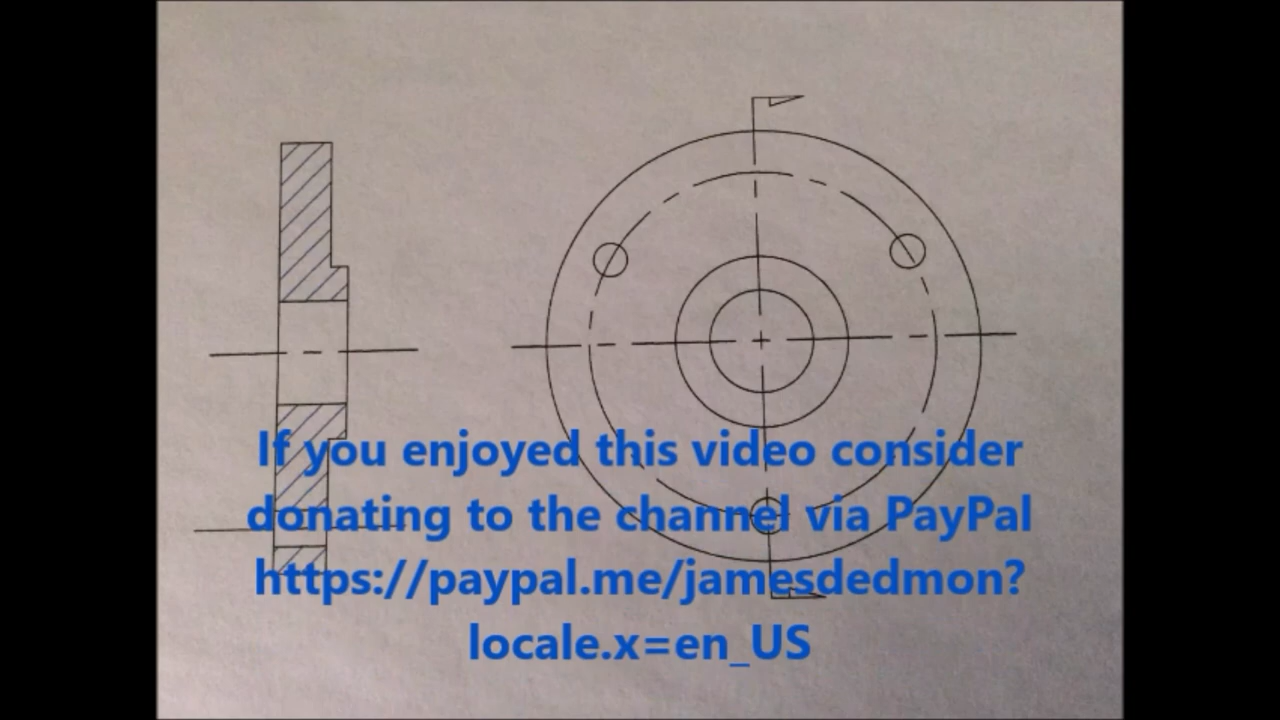 If you enjoyed this video consider
donating to the channel via PayPal
https://paypal.me/jamesdedmon?
locale.x=en_US